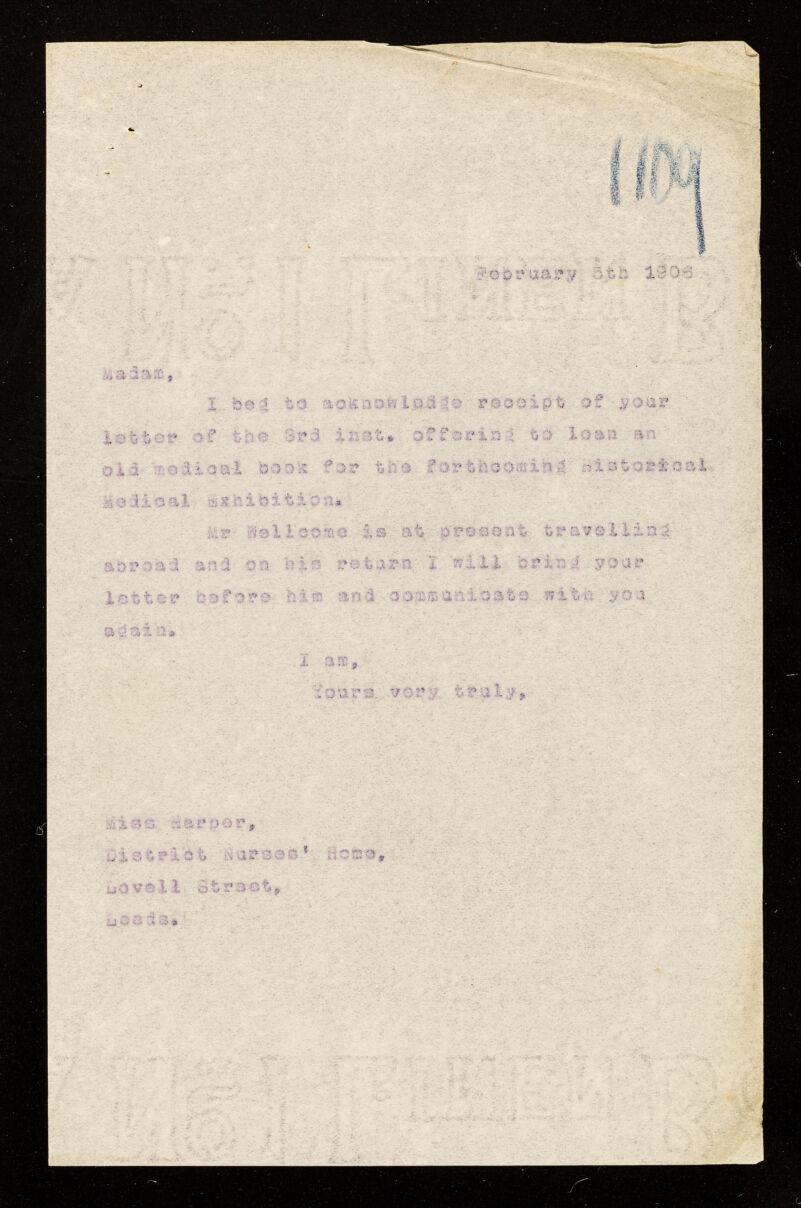 1109
February 5th 1906
Madam,
I beg to acknowledge receipt of your
letter of the 3rd inst. offering to loan an
old medical book for the forthcoming Historical
Medical Exhibition.
Mr Wellcome is at present travelling
abroad and on his return I will bring your
letter before him and communicate with you
again.
I am,
Yours very truly,
Miss Harper,
District Nurses' Home,
Lovell Street,
Leeds.